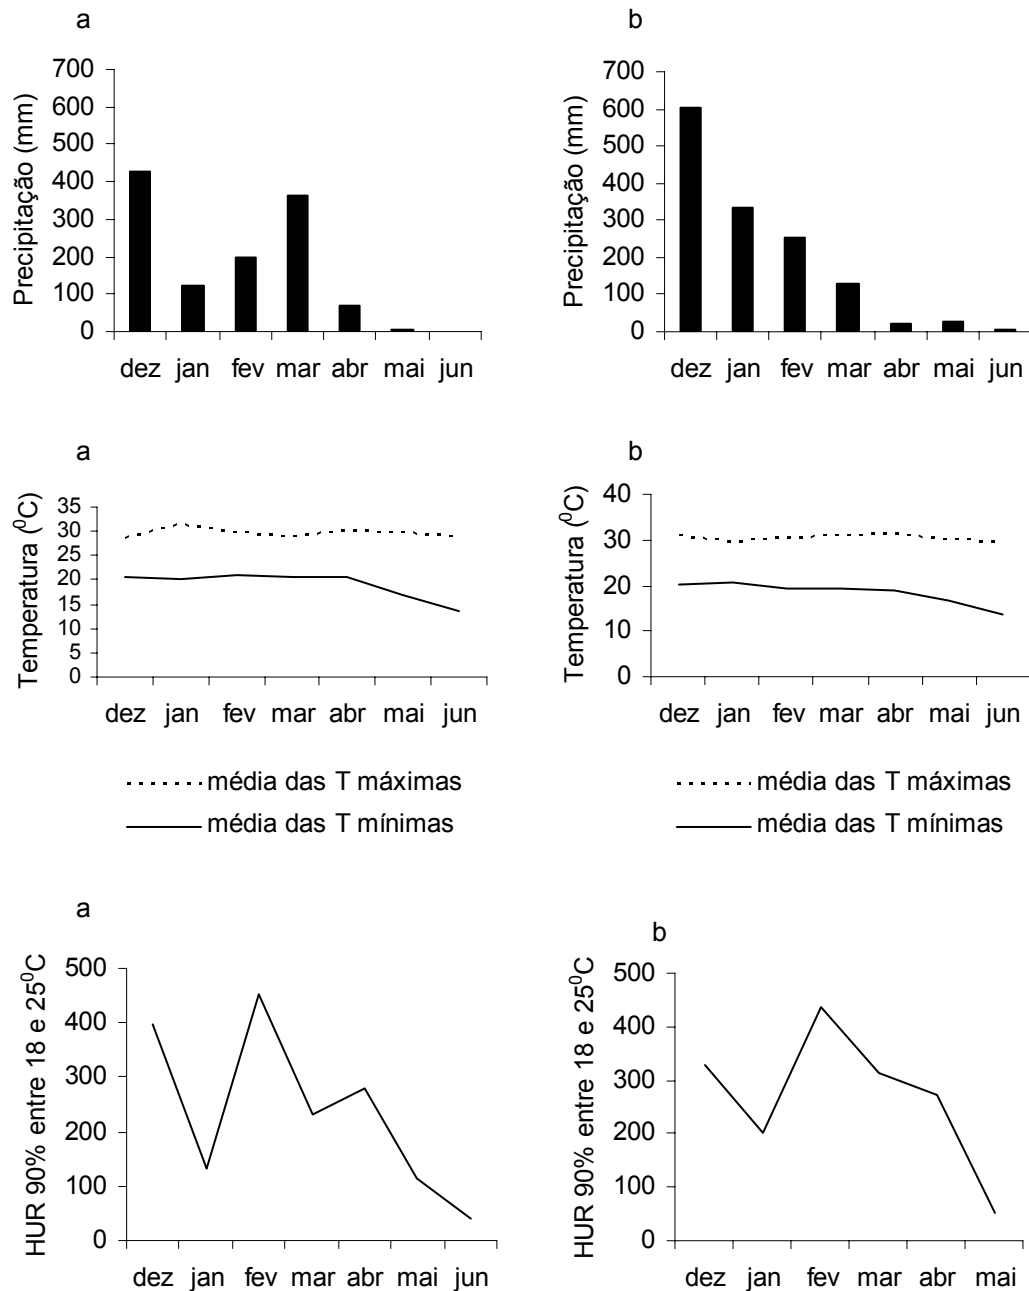 a
Precipitação (mm)
700
600
500
400
300
200
100
0
dez jan fev mar abr mai jun
b
Precipitação (mm)
700
600
500
400
300
200
100
0
dez jan fev mar abr mai jun
a
Temperatura (⁰C)
35
30
25
20
15
10
5
0
dez jan fev mar abr mai jun
média das T máximas
média das T mínimas
b
Temperatura (⁰C)
40
30
20
10
0
dez jan fev mar abr mai jun
média das T máximas
média das T mínimas
a
HUR 90% entre 18 e 25⁰C
500
400
300
200
100
0
dez jan fev mar abr mai jun
b
HUR 90% entre 18 e 25⁰C
500
400
300
200
100
0
dez jan fev mar abr mai